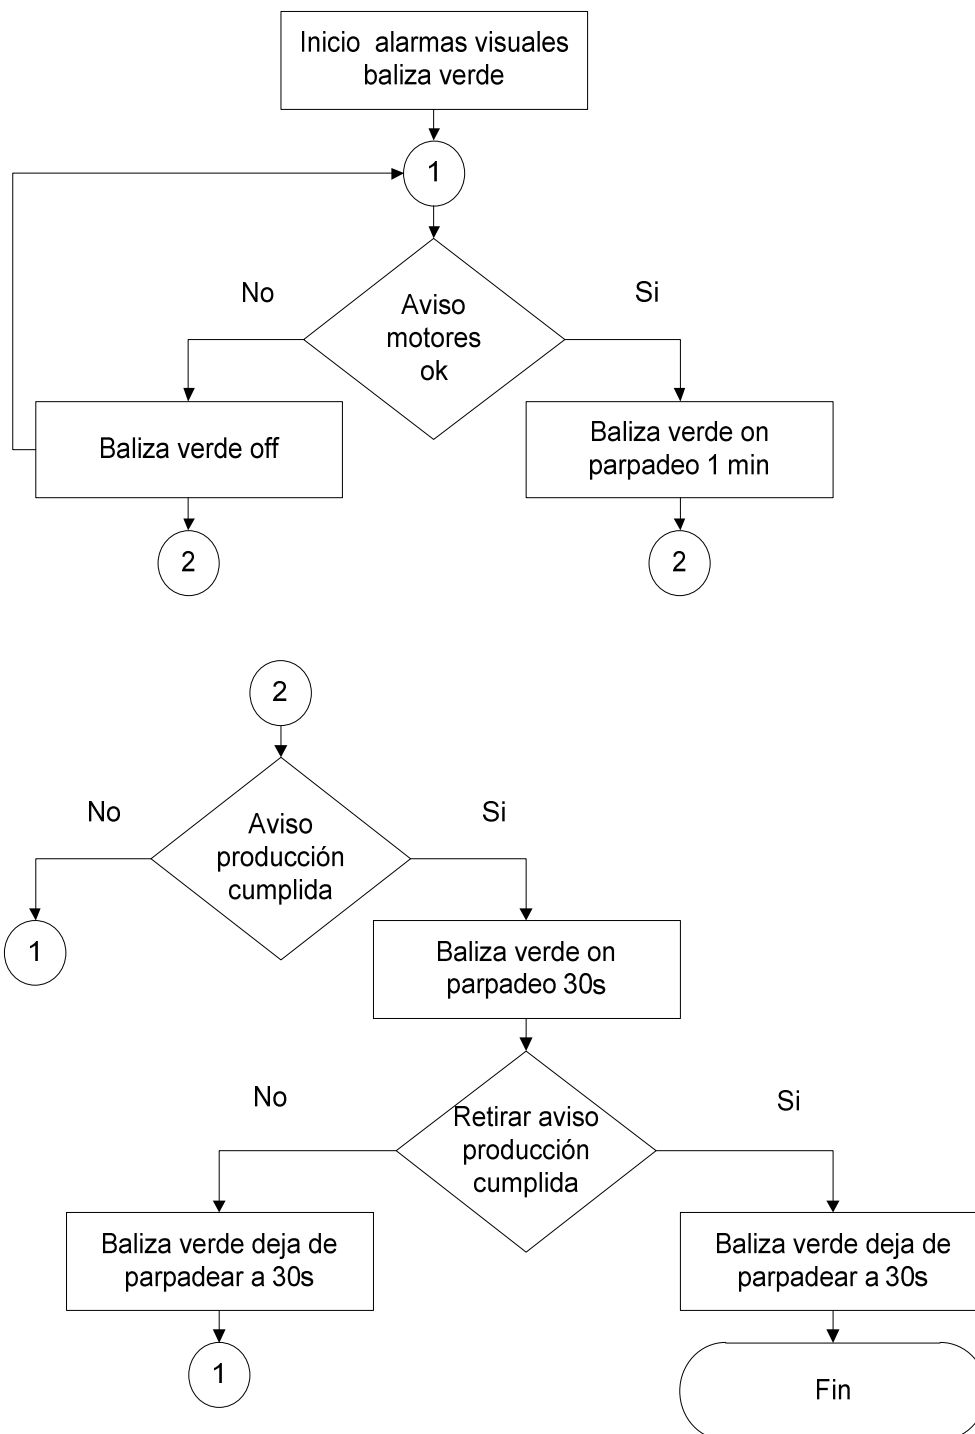 Inicio alarmas visuales
baliza verde
1
No
Si
Aviso
motores
ok
Baliza verde off
Baliza verde on
parpadeo 1 min
2
2
2
No
Si
Aviso
producción
cumplida
1
Baliza verde on
parpadeo 30s
No
Si
Retirar aviso
producción
cumplida
Baliza verde deja de
parpadear a 30s
Baliza verde deja de
parpadear a 30s
1
Fin